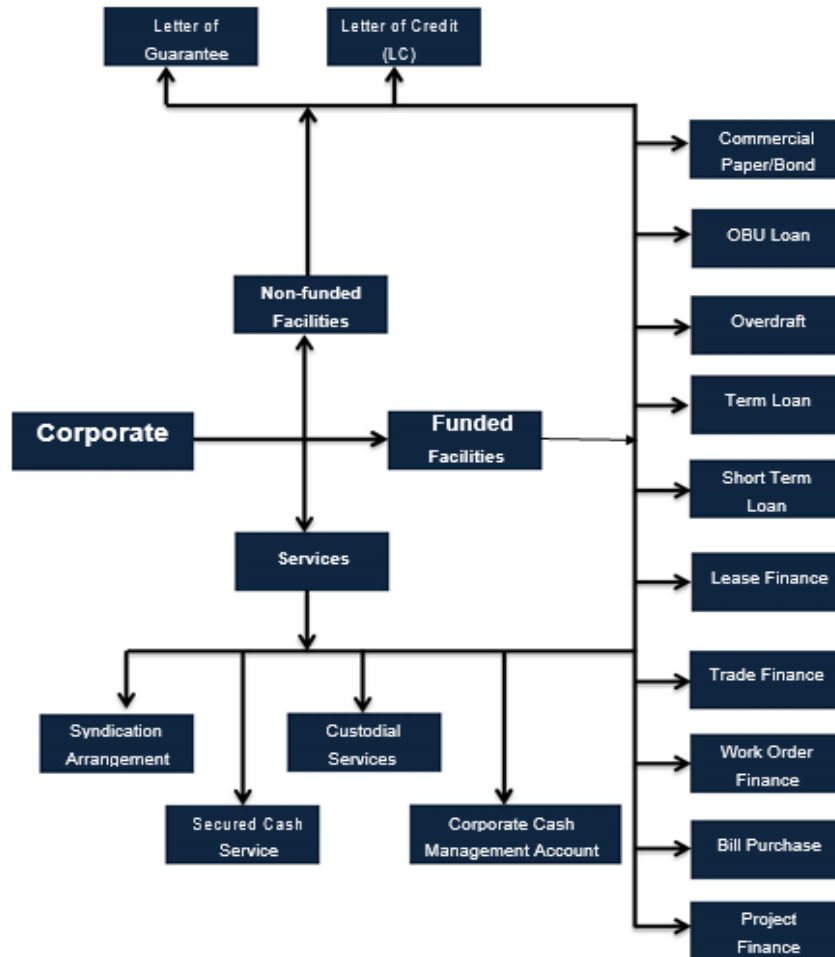 Letter of
Guarantee
Letter of Credit
(LC)
Commercial
Paper/Bond
OBU Loan
Non-funded
Facilities
Overdraft
Term Loan
Corporate
Funded
Facilities
Short Term
Loan
Services
Lease Finance
Trade Finance
Syndication
Arrangement
Custodial
Services
Work Order
Finance
Secured Cash
Service
Corporate Cash
Management Account
Bill Purchase
Project
Finance